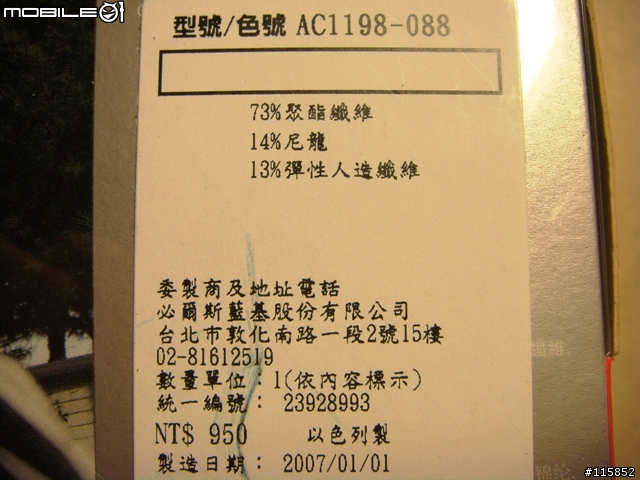 MOBILE01
型號/色號 AC1198-088
73%聚酯纖維
14%尼龍
13%彈性人造纖維
委製商及地址電話
必爾斯藍基股份有限公司
台北市敦化南路一段2號15樓
02-81612519
數量單位：1(依內容標示)
統一編號： 23928993
NT$ 950 以色列製
製造日期： 2007/01/01
纖維.
锦纶.
#115852